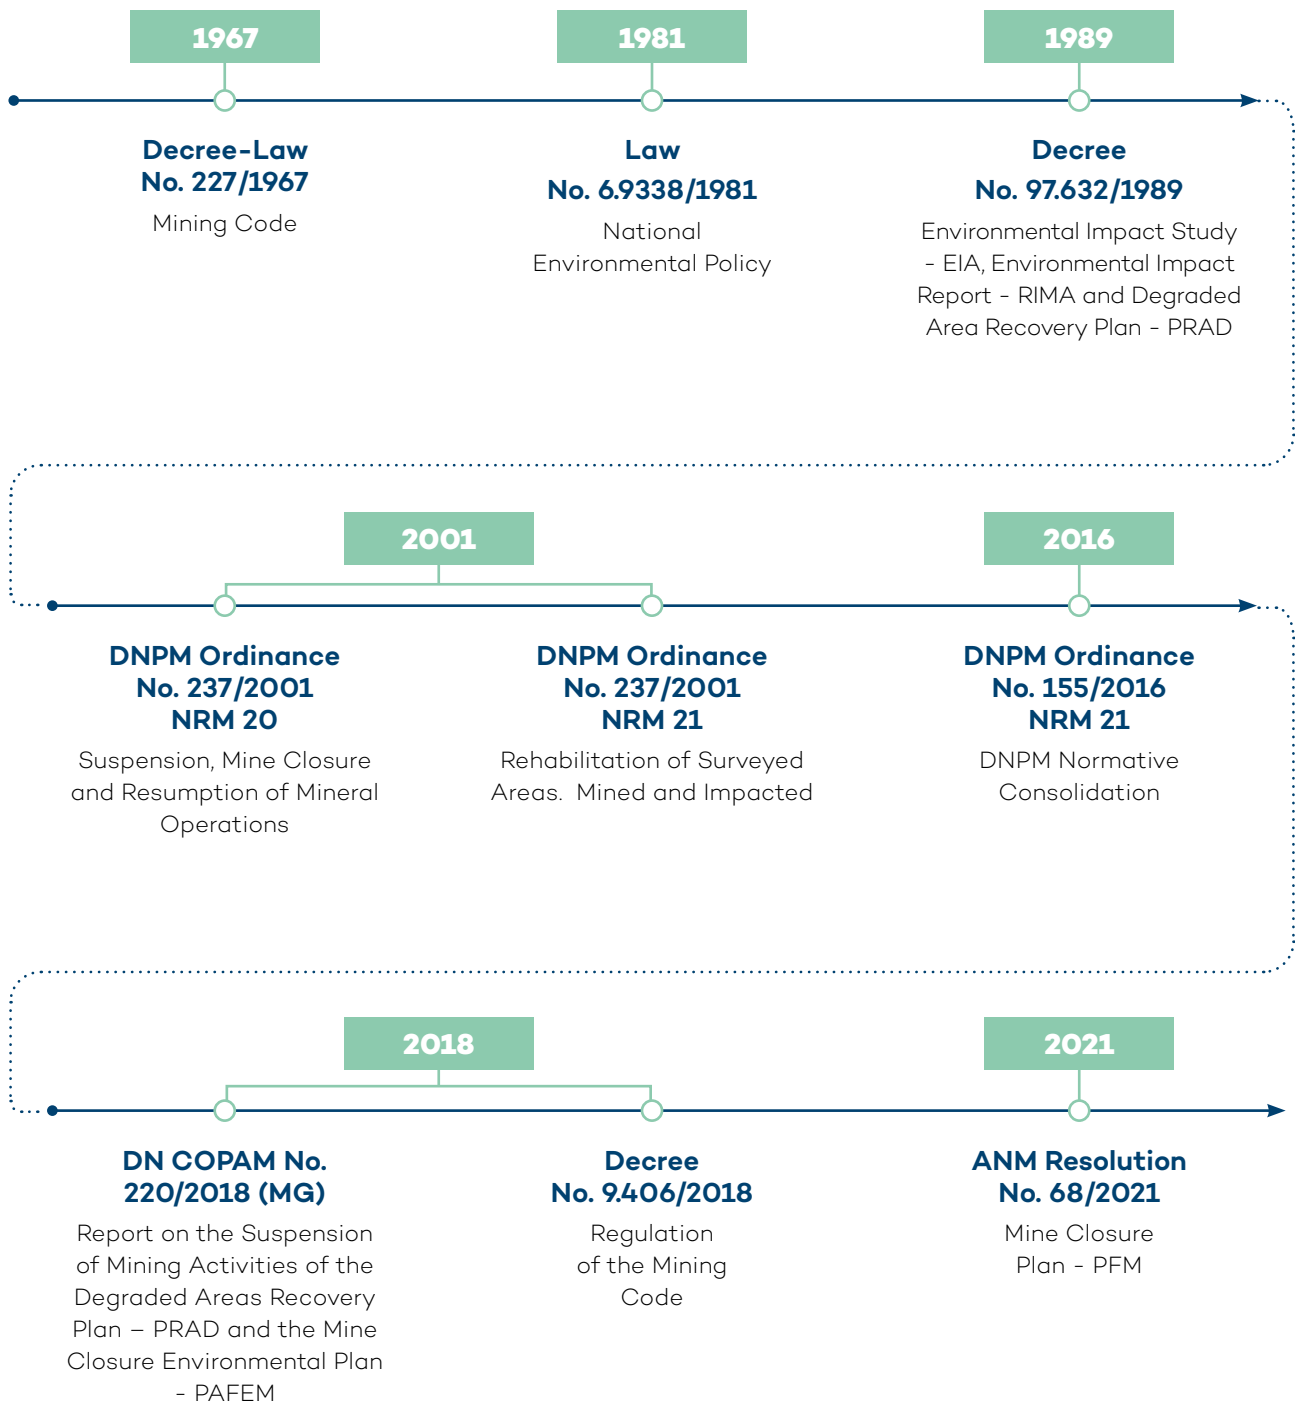 1967
1981
1989
Decree-Law
No. 227/1967
Mining Code
Law
No. 6.9338/1981
National
Environmental Policy
Decree
No. 97.632/1989
Environmental Impact Study
- EIA, Environmental Impact
Report - RIMA and Degraded
Area Recovery Plan - PRAD
2001
2016
DNPM Ordinance
No. 237/2001
NRM 20
Suspension, Mine Closure
and Resumption of Mineral
Operations
DNPM Ordinance
No. 237/2001
NRM 21
Rehabilitation of Surveyed
Areas.  Mined and Impacted
DNPM Ordinance
No. 155/2016
NRM 21
DNPM Normative
Consolidation
2018
2021
DN COPAM No.
220/2018 (MG)
Report on the Suspension
of Mining Activities of the
Degraded Areas Recovery
Plan – PRAD and the Mine
Closure Environmental Plan
- PAFEM
Decree
No. 9.406/2018
Regulation
of the Mining
Code
ANM Resolution
No. 68/2021
Mine Closure
Plan - PFM